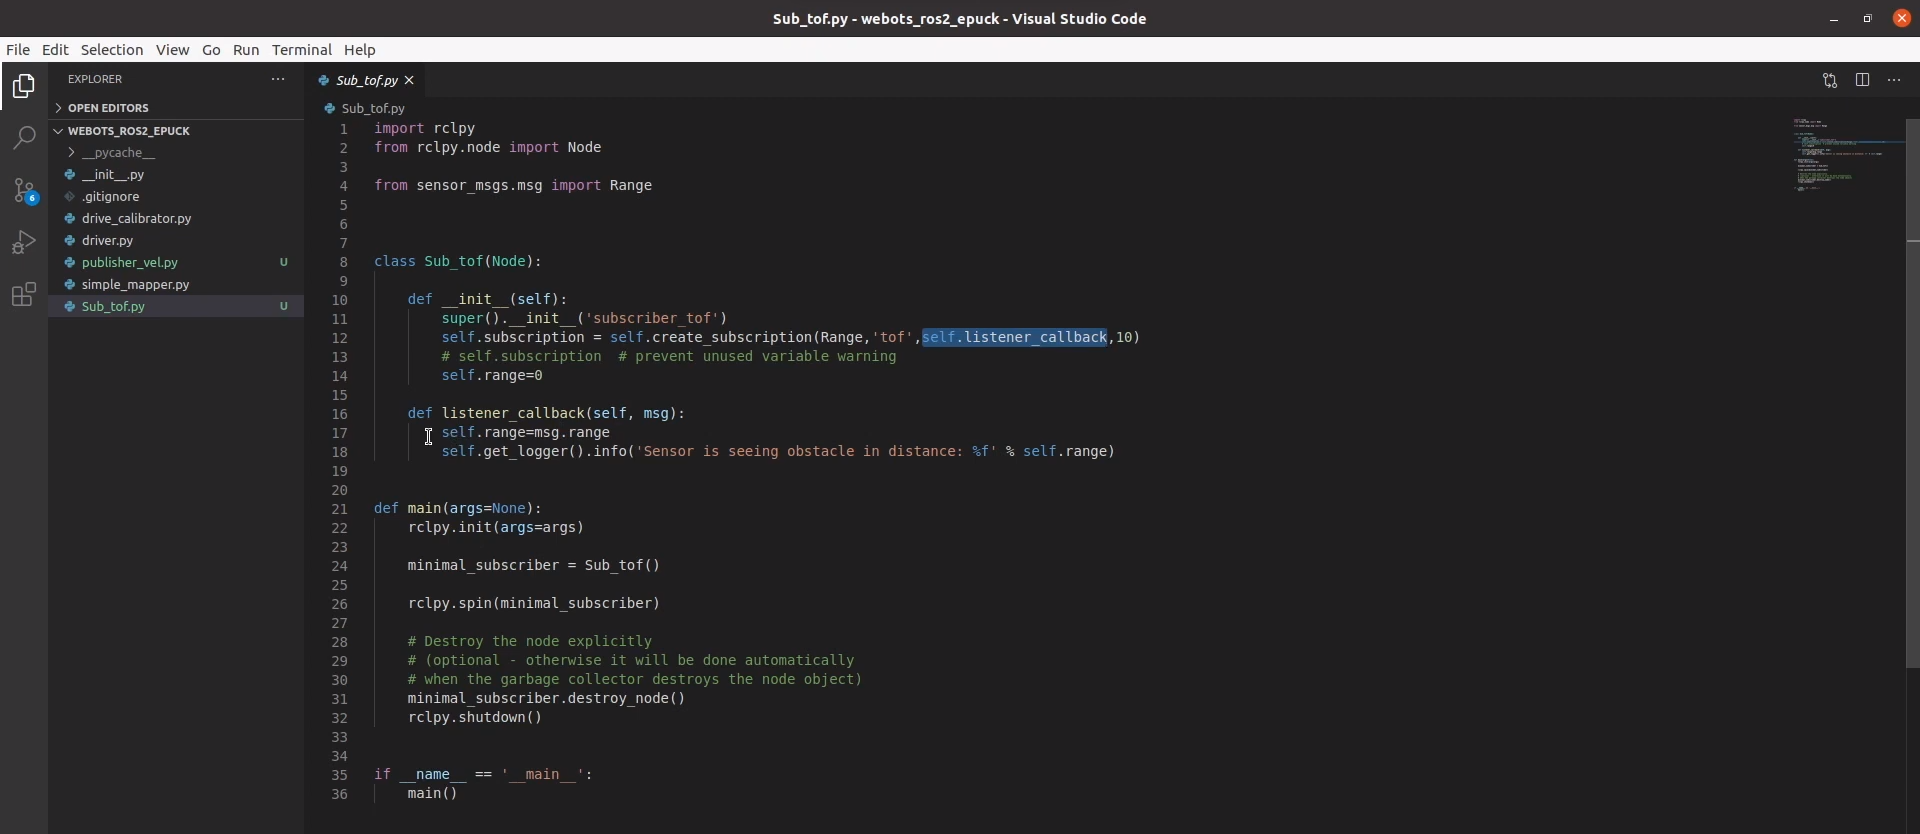 Sub_tof.py - webots_ros2_epuck - Visual Studio Code
File Edit Selection View Go Run Terminal Help
EXPLORER
OPEN EDITORS
WEBOTS_ROS2_EPUCK
__pycache__
__init__.py
.gitignore
drive_calibrator.py
driver.py
publisher_vel.py U
simple_mapper.py
Sub_tof.py U
6
Sub_tof.py
Sub_tof.py
1 import rclpy
2 from rclpy.node import Node
3
4 from sensor_msgs.msg import Range
5
6
7
8 class Sub_tof(Node):
9
10 def __init__(self):
11 super().__init__('subscriber_tof')
12 self.subscription = self.create_subscription(Range,'tof',self.listener_callback,10)
13 # self.subscription  # prevent unused variable warning
14 self.range=0
15
16 def listener_callback(self, msg):
17 self.range=msg.range
18 self.get_logger().info('Sensor is seeing obstacle in distance: %f' % self.range)
19
20
21 def main(args=None):
22 rclpy.init(args=args)
23
24 minimal_subscriber = Sub_tof()
25
26 rclpy.spin(minimal_subscriber)
27
28 # Destroy the node explicitly
29 # (optional - otherwise it will be done automatically
30 # when the garbage collector destroys the node object)
31 minimal_subscriber.destroy_node()
32 rclpy.shutdown()
33
34
35 if __name__ == '__main__':
36 main()